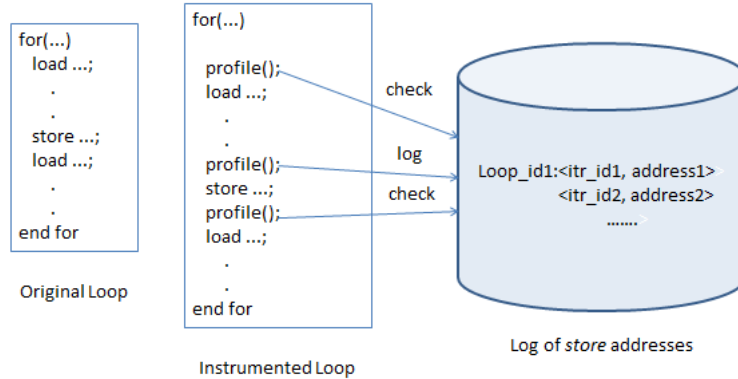 for(...)
load ...;
.
.
store ...;
load ...;
.
.
end for
Original Loop
for(...)
profile();
load ...;
.
.
profile();
store ...;
profile();
load ...;
.
.
end for
Instrumented Loop
check
log
check
Loop_id1:<itr_id1, address1>>
<itr_id2, address2>
.......>
Log of store addresses